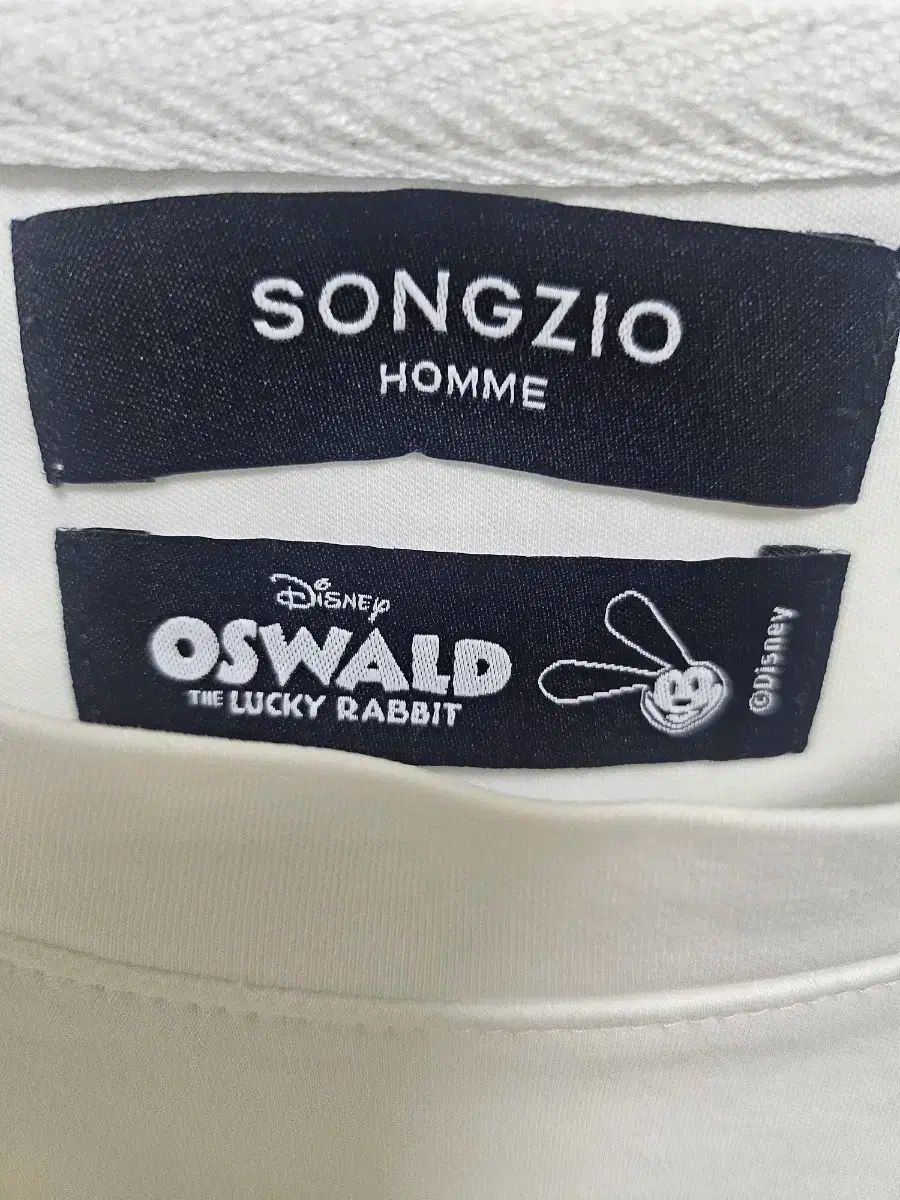 SONGZIO
HOMME
Disney
OSWALD
THE LUCKY RABBIT
©Disney